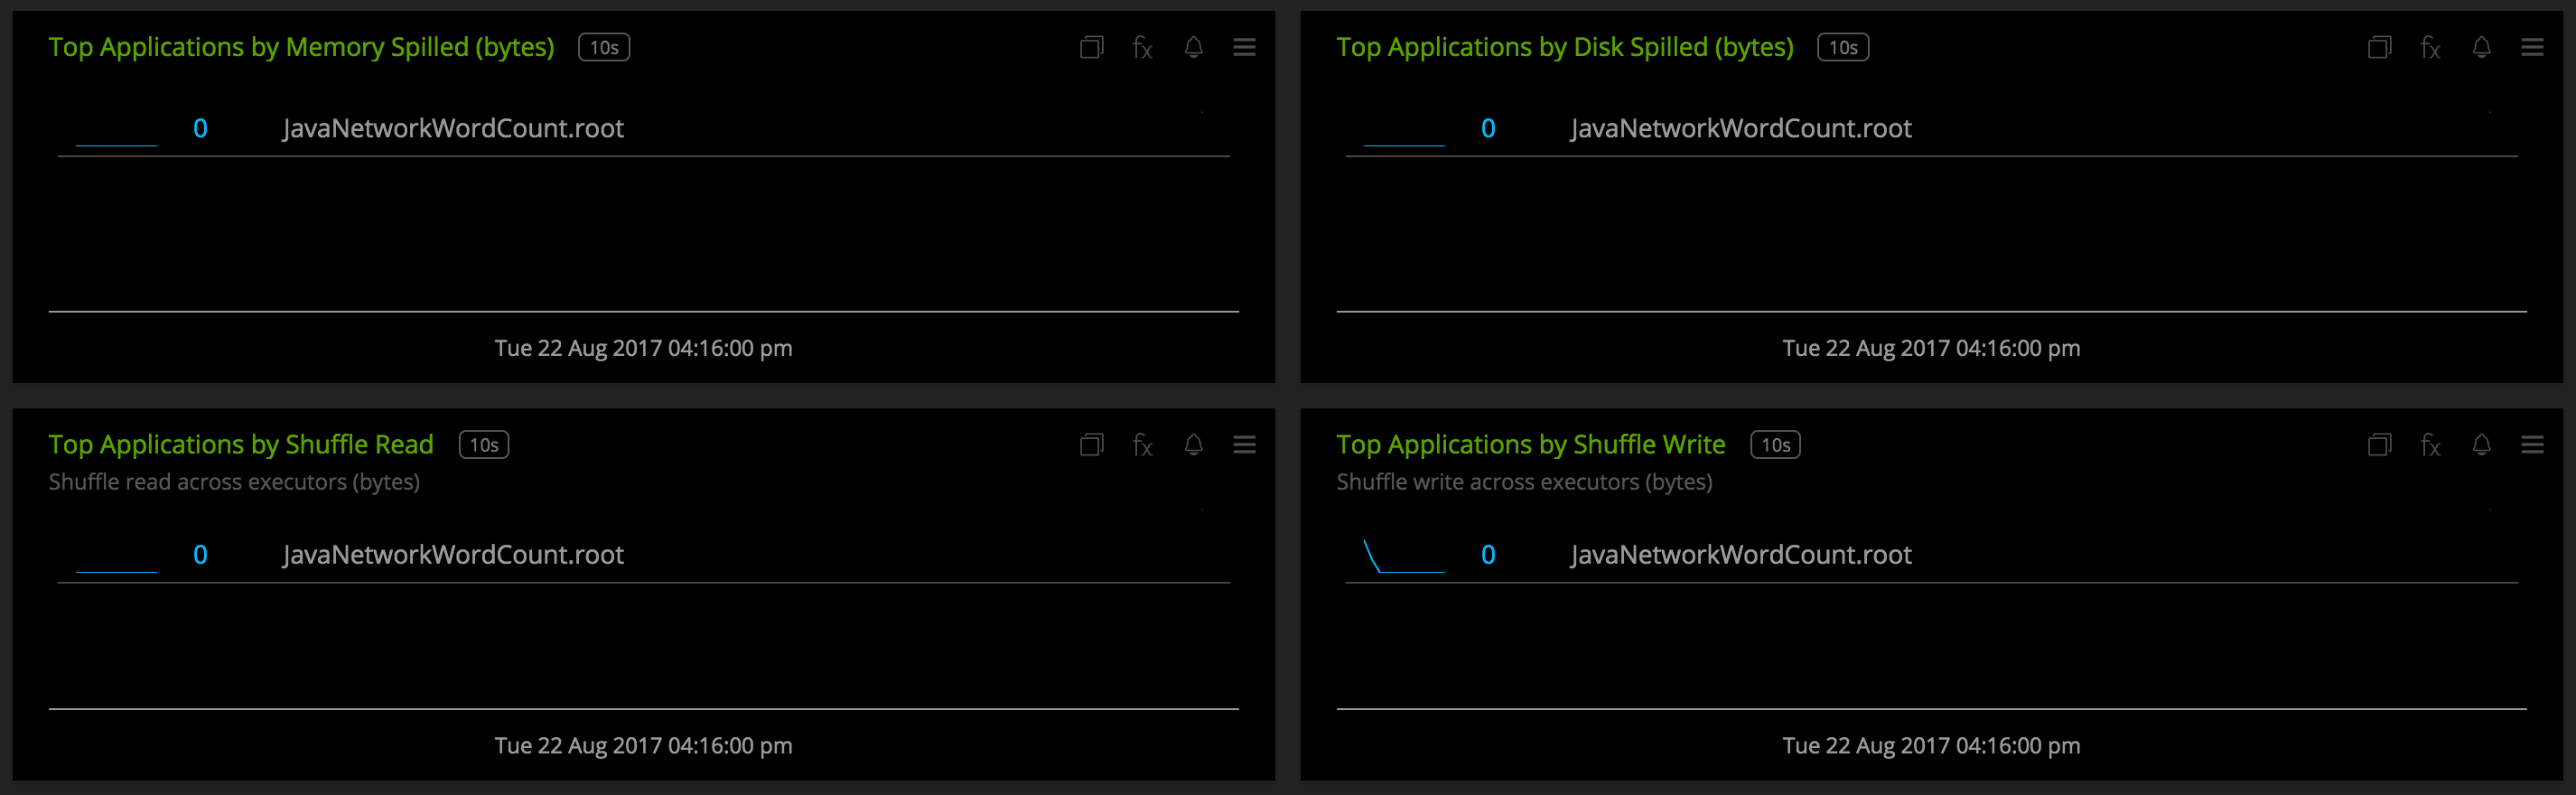 Top Applications by Memory Spilled (bytes) 10s fx
0 JavaNetworkWordCount.root
Tue 22 Aug 2017 04:16:00 pm
Top Applications by Disk Spilled (bytes) 10s fx
0 JavaNetworkWordCount.root
Tue 22 Aug 2017 04:16:00 pm
Top Applications by Shuffle Read 10s fx
Shuffle read across executors (bytes)
0 JavaNetworkWordCount.root
Tue 22 Aug 2017 04:16:00 pm
Top Applications by Shuffle Write 10s fx
Shuffle write across executors (bytes)
0 JavaNetworkWordCount.root
Tue 22 Aug 2017 04:16:00 pm